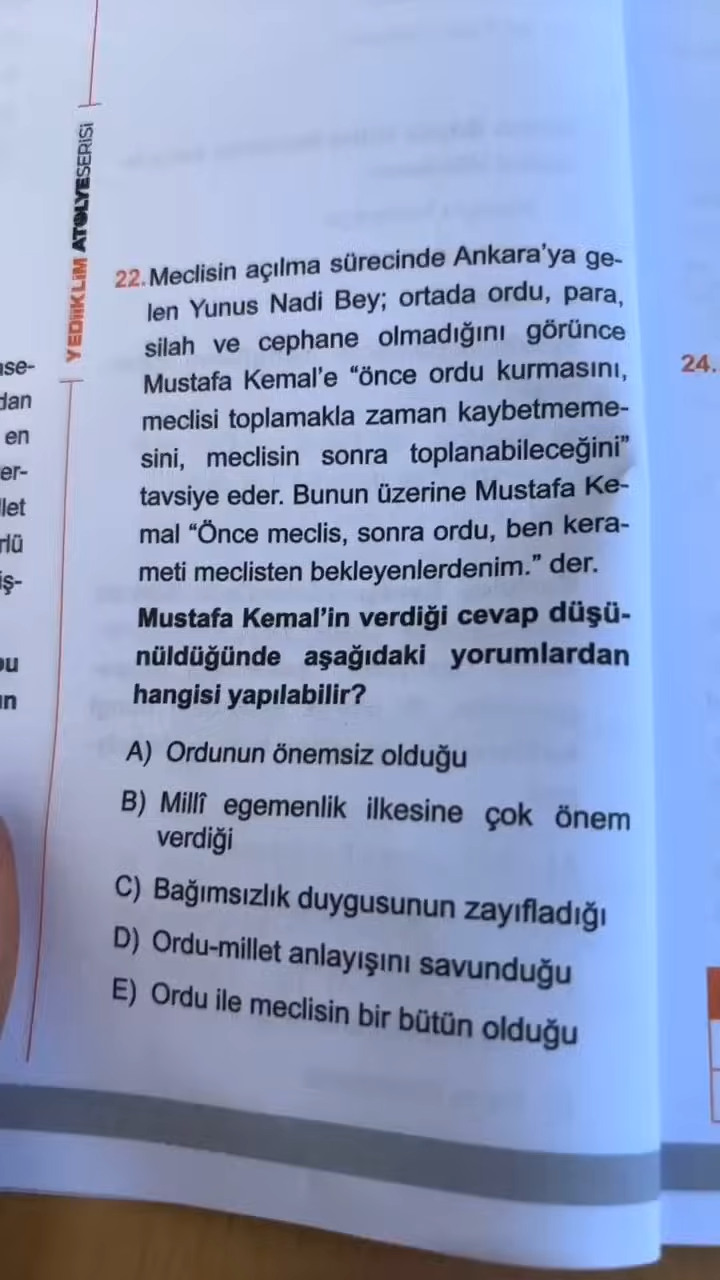 YEDİİKLİM ATÖLYESERİSİ
22. Meclisin açılma sürecinde Ankara'ya ge-
len Yunus Nadi Bey; ortada ordu, para,
silah ve cephane olmadığını görünce
Mustafa Kemal'e “önce ordu kurmasını,
meclisi toplamakla zaman kaybetmeme-
sini, meclisin sonra toplanabileceğini”
tavsiye eder. Bunun üzerine Mustafa Ke-
mal “Önce meclis, sonra ordu, ben kera-
meti meclisten bekleyenlerdenim.” der.
Mustafa Kemal'in verdiği cevap düşü-
nüldüğünde aşağıdaki yorumlardan
hangisi yapılabilir?
A) Ordunun önemsiz olduğu
B) Millî egemenlik ilkesine çok önem
verdiği
C) Bağımsızlık duygusunun zayıfladığı
D) Ordu-millet anlayışını savunduğu
E) Ordu ile meclisin bir bütün olduğu
24.